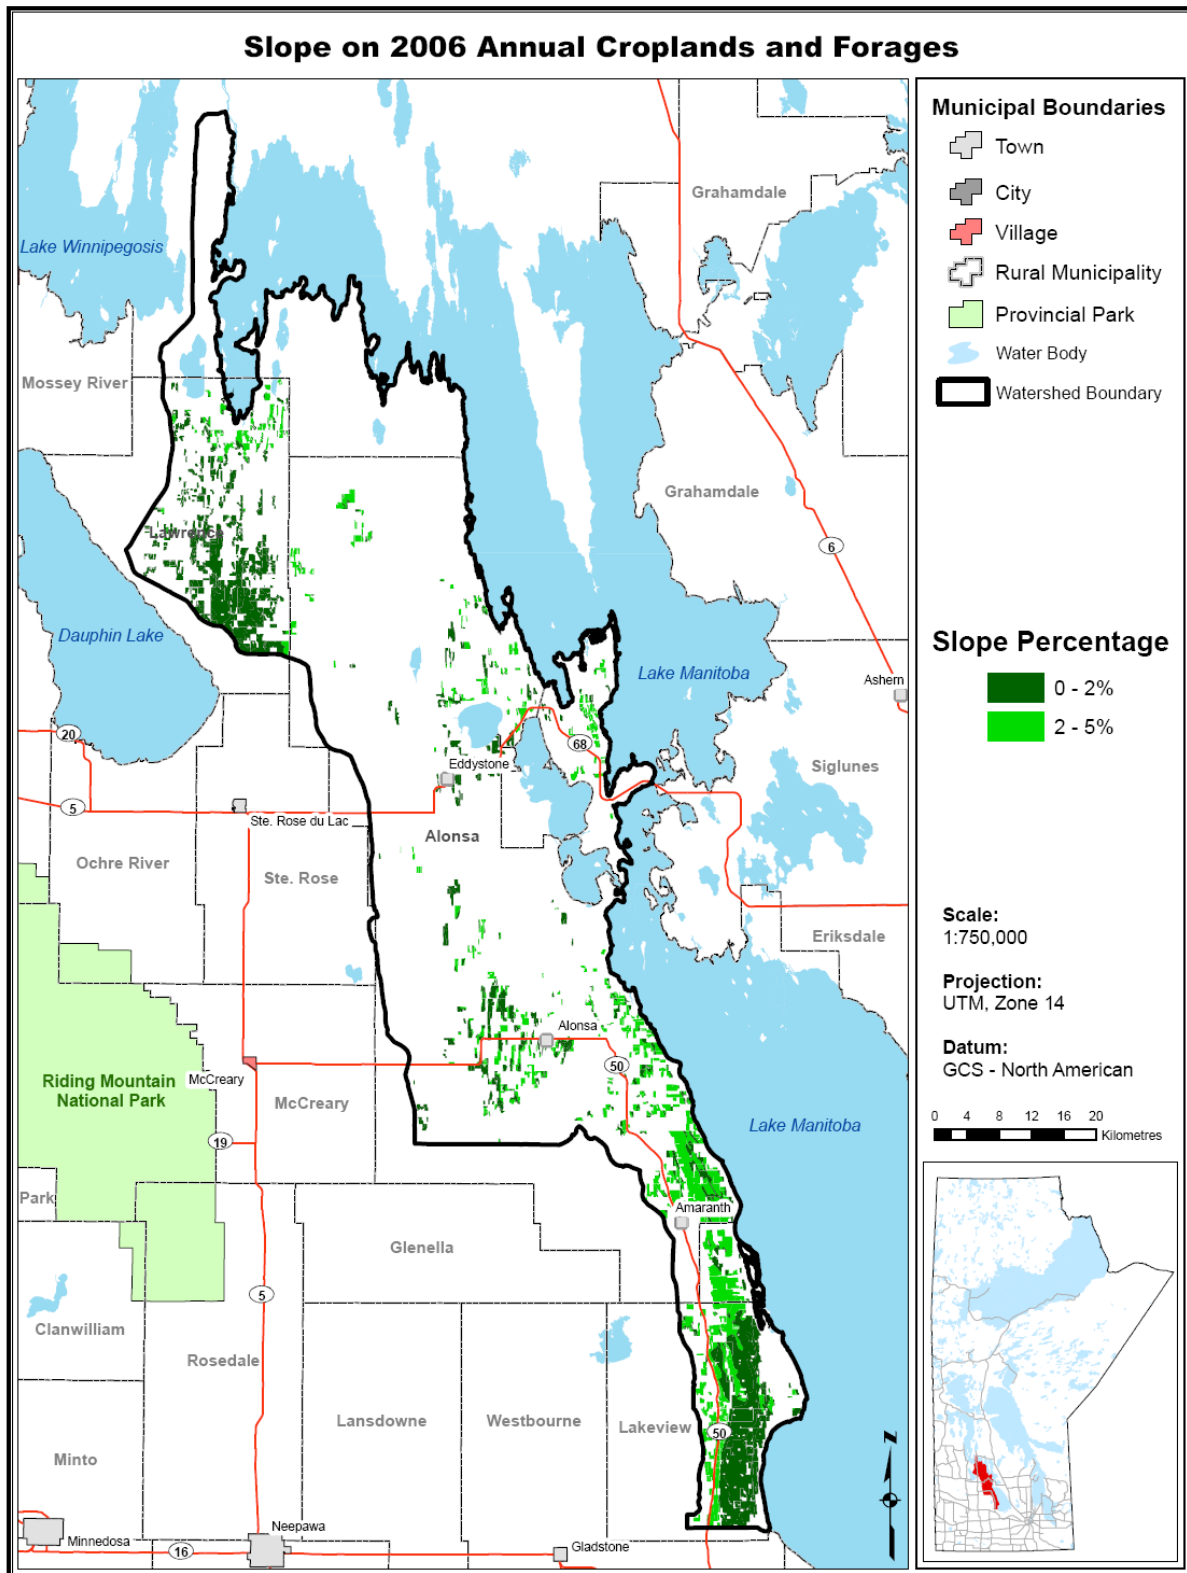 Slope on 2006 Annual Croplands and Forages
Grahamdale
Lake Winnipegosis
Mossey River
Grahamdale
Lawrence
6
Dauphin Lake
Lake Manitoba
Ashern
20
68
Eddystone
Siglunes
5
Ste. Rose du Lac
Alonsa
Ochre River
Ste. Rose
Eriksdale
Alonsa
50
McCreary
Riding Mountain
National Park
McCreary
Lake Manitoba
19
Park
Amaranth
Glenella
5
Clanwilliam
Rosedale
Lansdowne
Westbourne
Lakeview
50
Minto
Z
Neepawa
Minnedosa
Gladstone
16
Municipal Boundaries
Town
City
Village
Rural Municipality
Provincial Park
Water Body
Watershed Boundary
Slope Percentage
0 - 2%
2 - 5%
Scale:
1:750,000
Projection:
UTM, Zone 14
Datum:
GCS - North American
0 4 8 12 16 20
Kilometres